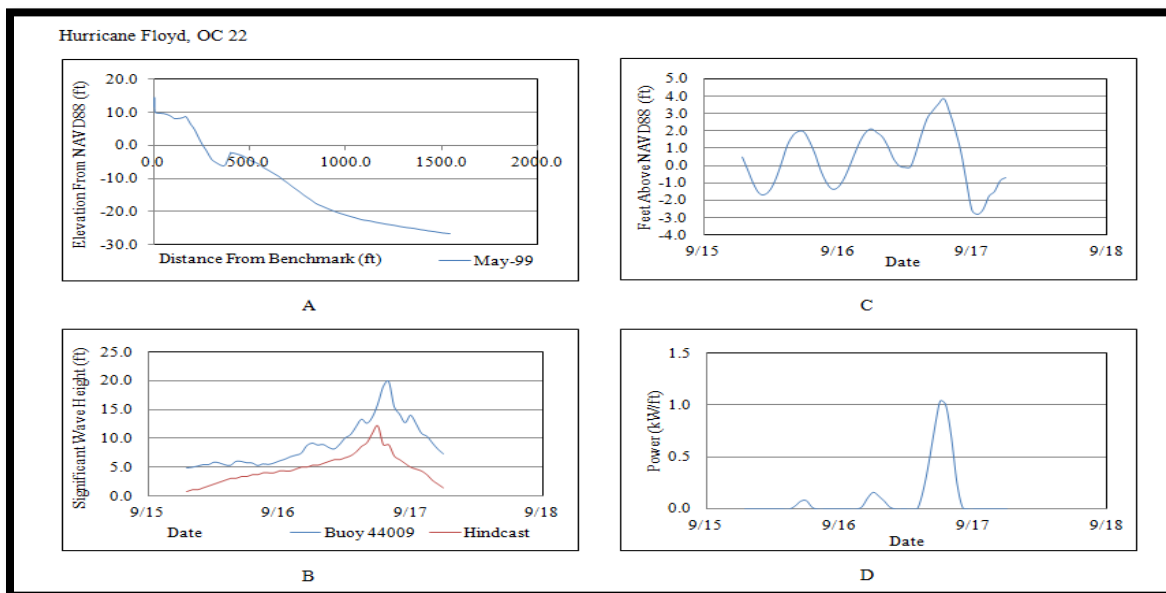 Hurricane Floyd, OC 22
Elevation From NAVD88 (ft)
20.0
10.0
0.0
-10.0
-20.0
-30.0
0.0
500.0
1000.0
1500.0
2000.0
Distance From Benchmark (ft)
May-99
A
Feet Above NAVD88 (ft)
5.0
4.0
3.0
2.0
1.0
0.0
-1.0
-2.0
-3.0
-4.0
9/15
9/16
9/17
9/18
Date
C
Significant Wave Height (ft)
25.0
20.0
15.0
10.0
5.0
0.0
9/15
9/16
9/17
9/18
Date
Buoy 44009
Hindcast
B
Power (kW/ft)
1.5
1.0
0.5
0.0
9/15
9/16
9/17
9/18
Date
D